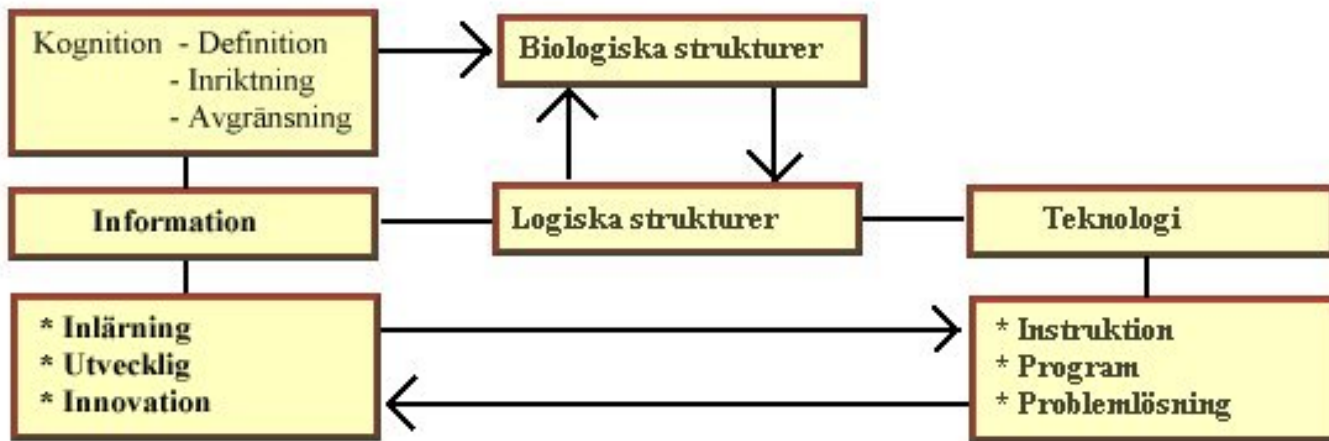 Kognition - Definition
- Inriktning
- Avgränsning
Biologiska strukturer
Information
Logiska strukturer
Teknologi
* Inlärning
* Utvecklig
* Innovation
* Instruktion
* Program
* Problemlösning